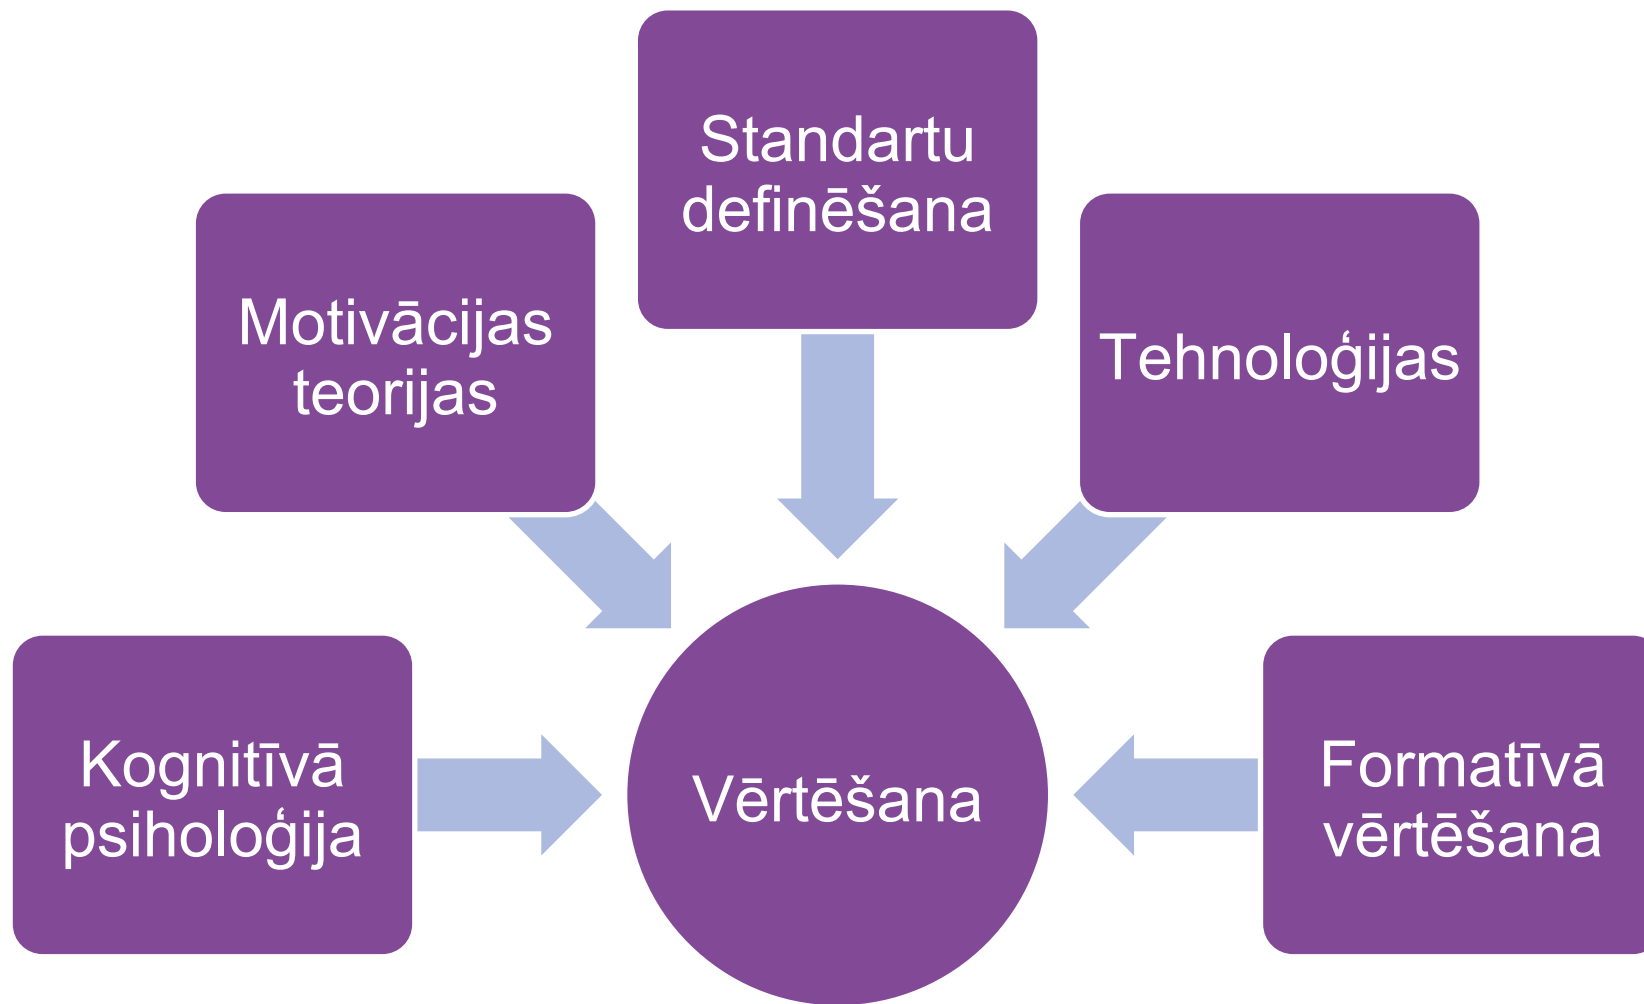 Standartu
definēšana
Motivācijas
teorijas
Tehnoloģijas
Kognitīvā
psiholoģija
Vērtēšana
Formatīvā
vērtēšana